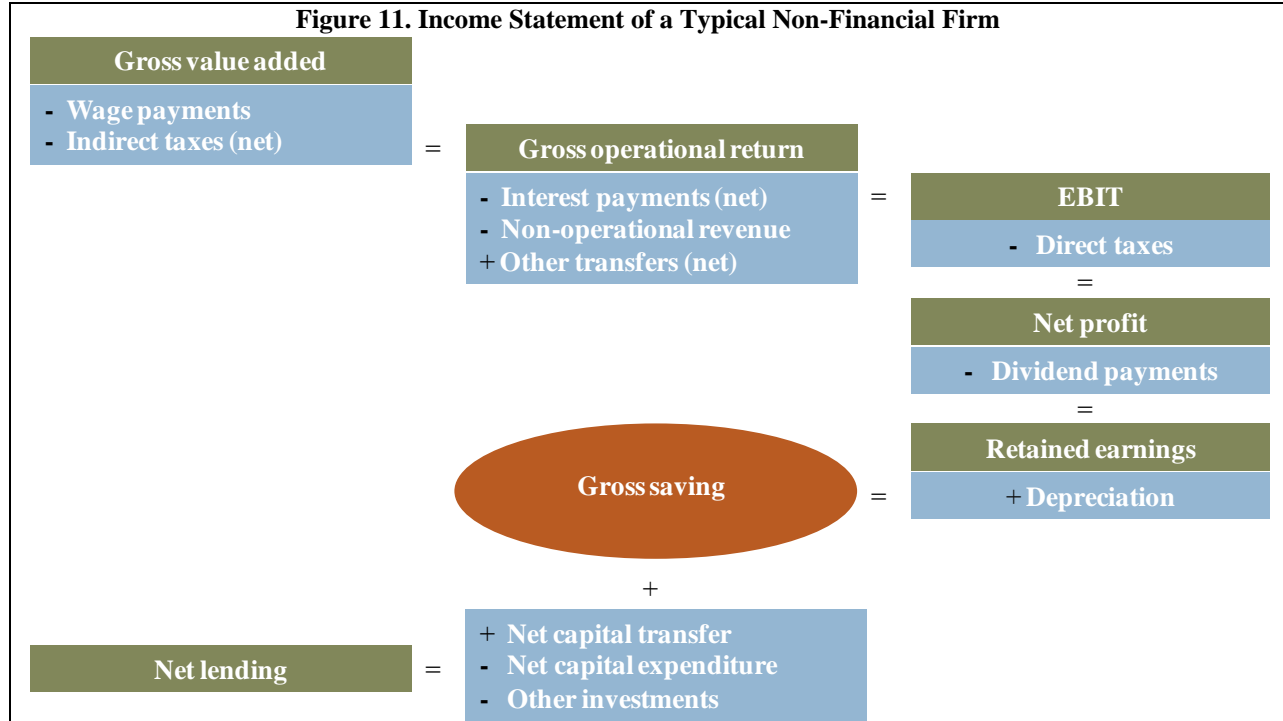 Figure 11. Income Statement of a Typical Non-Financial Firm
Gross value added
- Wage payments
- Indirect taxes (net)
=
Gross operational return
- Interest payments (net)
- Non-operational revenue
+ Other transfers (net)
=
EBIT
- Direct taxes
=
Net profit
- Dividend payments
=
Retained earnings
+ Depreciation
=
Gross saving
+
+ Net capital transfer
- Net capital expenditure
- Other investments
=
Net lending